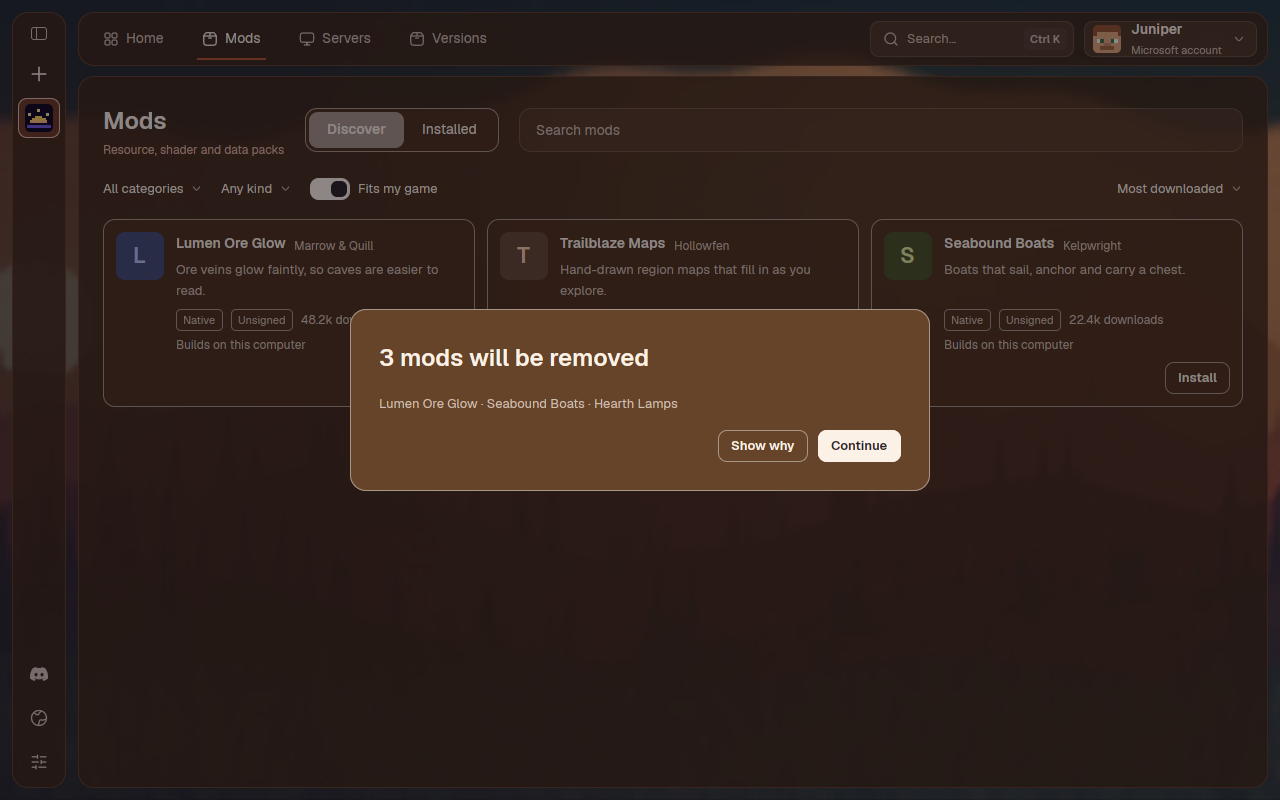 Home
Mods
Servers
Versions
Search…
Ctrl K
Juniper
Microsoft account
Mods
Resource, shader and data packs
Discover
Installed
Search mods
All categories
Any kind
Fits my game
Most downloaded
L
Lumen Ore Glow Marrow & Quill
Ore veins glow faintly, so caves are easier to
read.
Native Unsigned 48.2k
Builds on this computer
T
Trailblaze Maps Hollowfen
Hand-drawn region maps that fill in as you
explore.
S
Seabound Boats Kelpwright
Boats that sail, anchor and carry a chest.
Native Unsigned 22.4k downloads
Builds on this computer
Install
3 mods will be removed
Lumen Ore Glow · Seabound Boats · Hearth Lamps
Show why
Continue